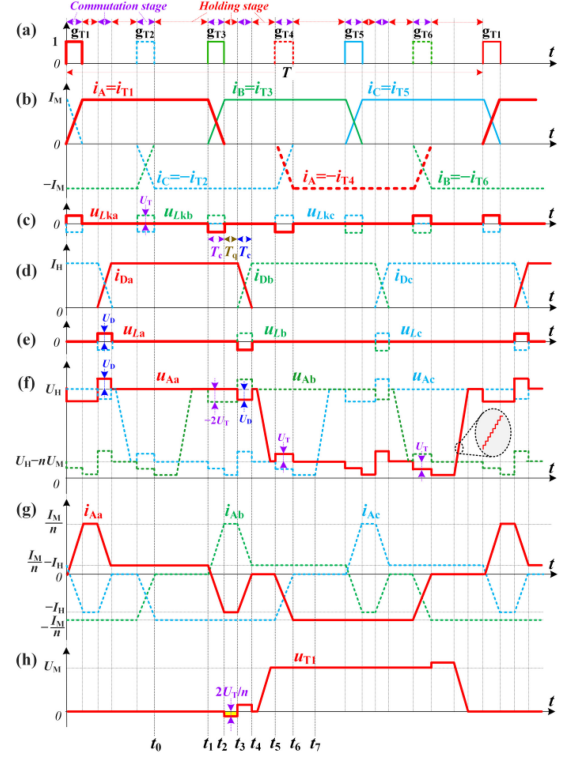 Commutation stage Holding stage
(a) 1 0 gT1 gT2 gT3 gT4 gT5 gT6 gT1 t
T
(b) IM iA=iT1 iB=iT3 iC=iT5
0 t
−IM iC=−iT2 iA=−iT4 iB=−iT6
(c) 0 uLka UT uLkb uLkc t
Tc Tq Tc
(d) IH iDa iDb iDc
0 t
(e) 0 UD uLa uLb uLc t
(f) UH UD uAa uAb uAc
−2UT UD
UH−nUM UT UT
t
(g) IM/n iAa iAb iAc
IM/n−IH
0 t
−IH
−IM/n
(h) UM uT1
2UT/n
0 t
t0 t1 t2 t3 t4 t5 t6 t7